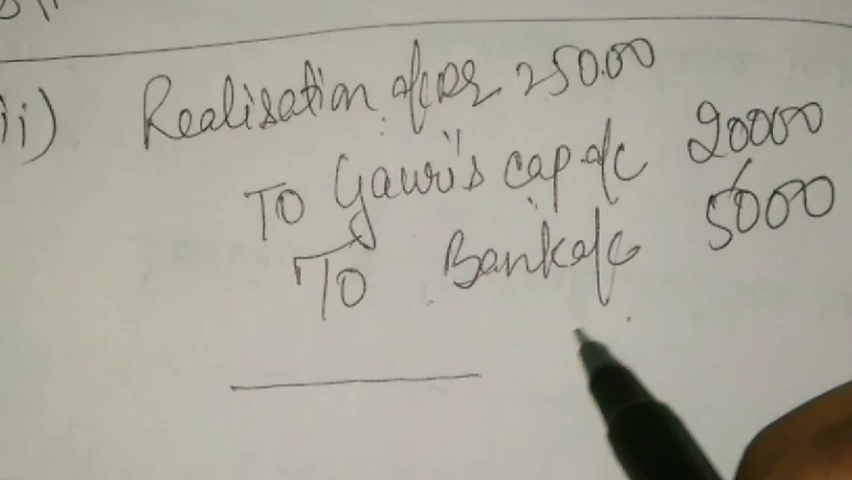 ii) Realisation a/c Dr 25000
To Gauri's cap a/c 20000
To Bank a/c 5000